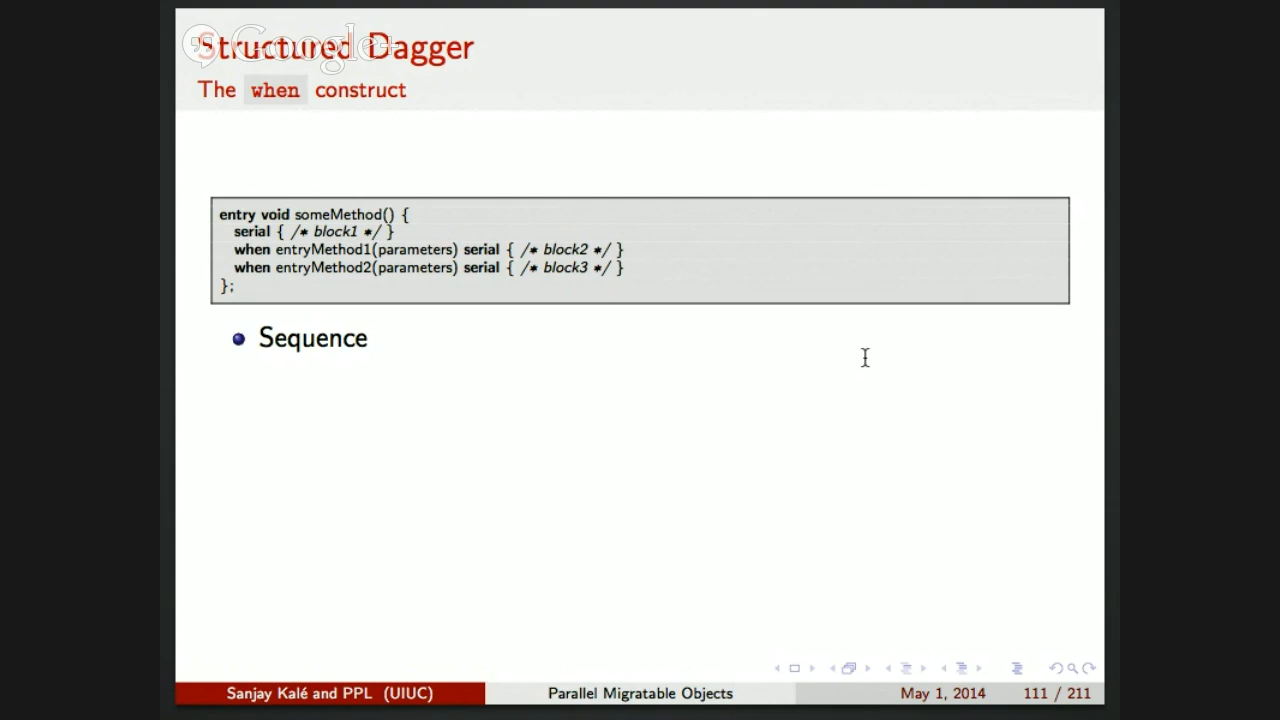 Structured Dagger
Google+
The when construct
entry void someMethod() {
serial { /* block1 */ }
when entryMethod1(parameters) serial { /* block2 */ }
when entryMethod2(parameters) serial { /* block3 */ }
};
Sequence
Sanjay Kalé and PPL (UIUC) Parallel Migratable Objects May 1, 2014 111 / 211